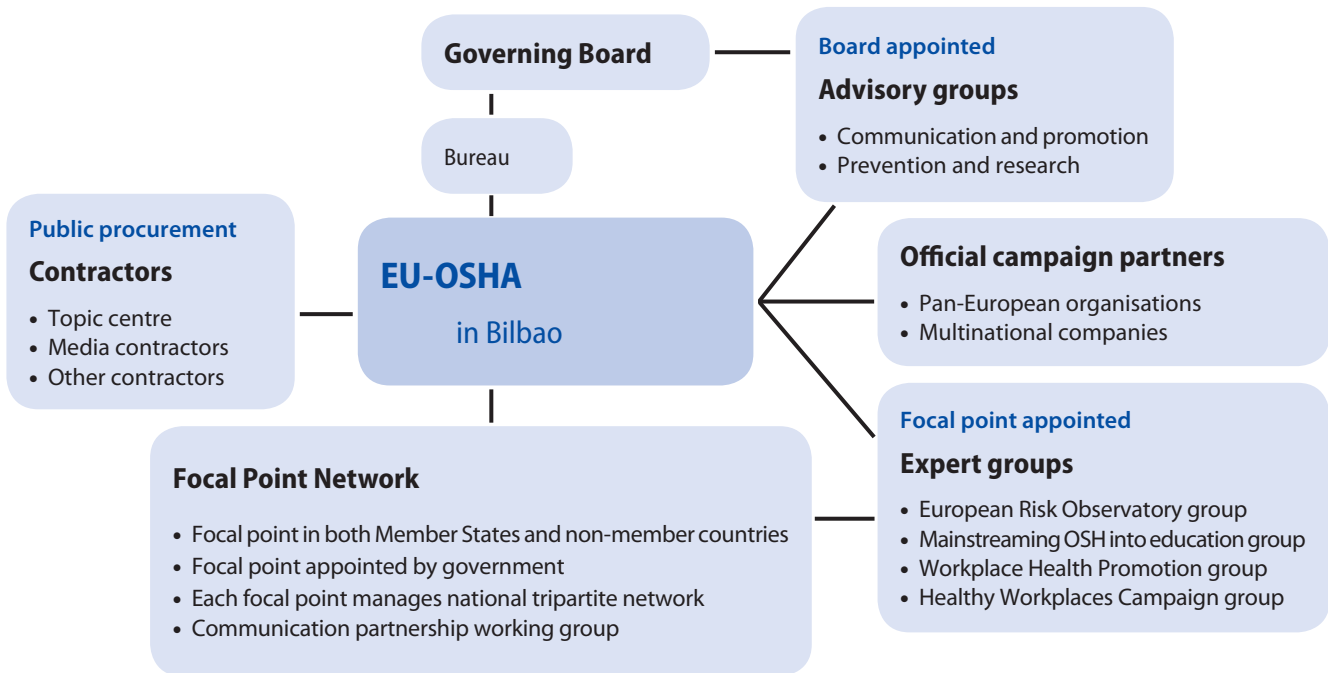 Governing Board
Board appointed
Advisory groups
• Communication and promotion
• Prevention and research
Bureau
Public procurement
Contractors
• Topic centre
• Media contractors
• Other contractors
EU-OSHA
in Bilbao
Official campaign partners
• Pan-European organisations
• Multinational companies
Focal Point Network
• Focal point in both Member States and non-member countries
• Focal point appointed by government
• Each focal point manages national tripartite network
• Communication partnership working group
Focal point appointed
Expert groups
• European Risk Observatory group
• Mainstreaming OSH into education group
• Workplace Health Promotion group
• Healthy Workplaces Campaign group